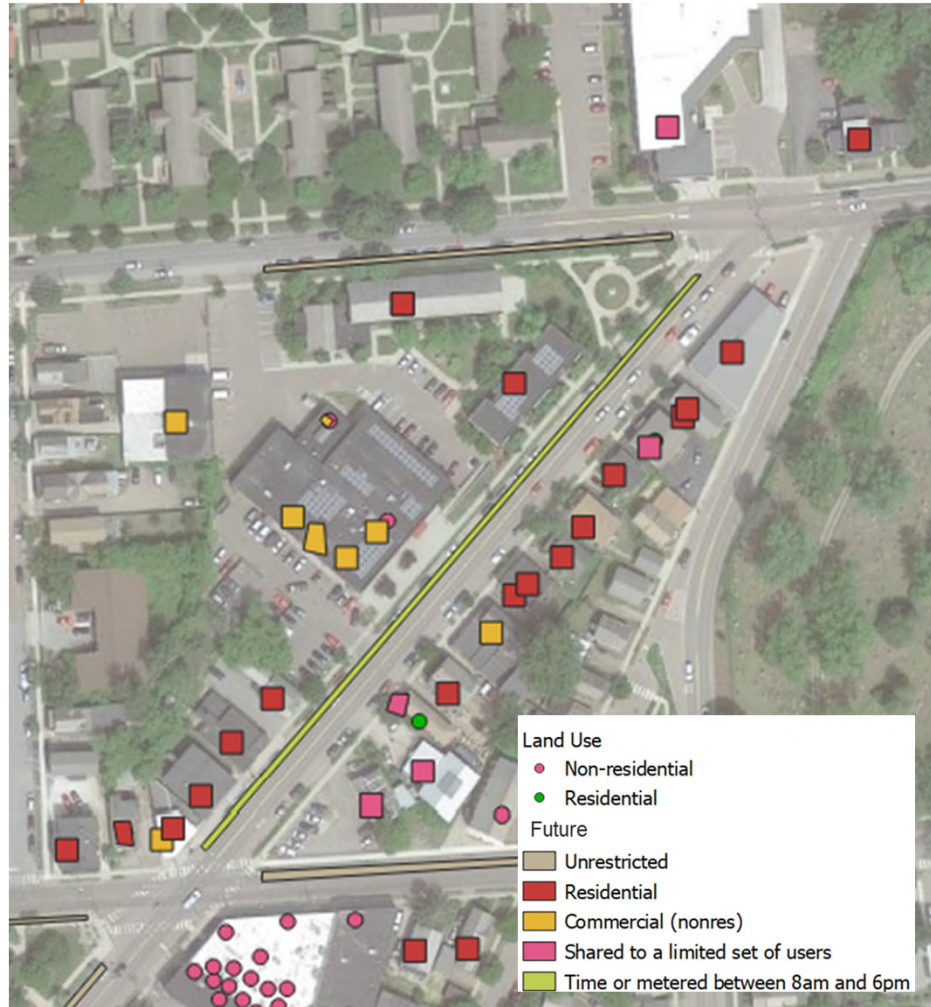 Land Use
Non-residential
Residential
Future
Unrestricted
Residential
Commercial (nonres)
Shared to a limited set of users
Time or metered between 8am and 6pm